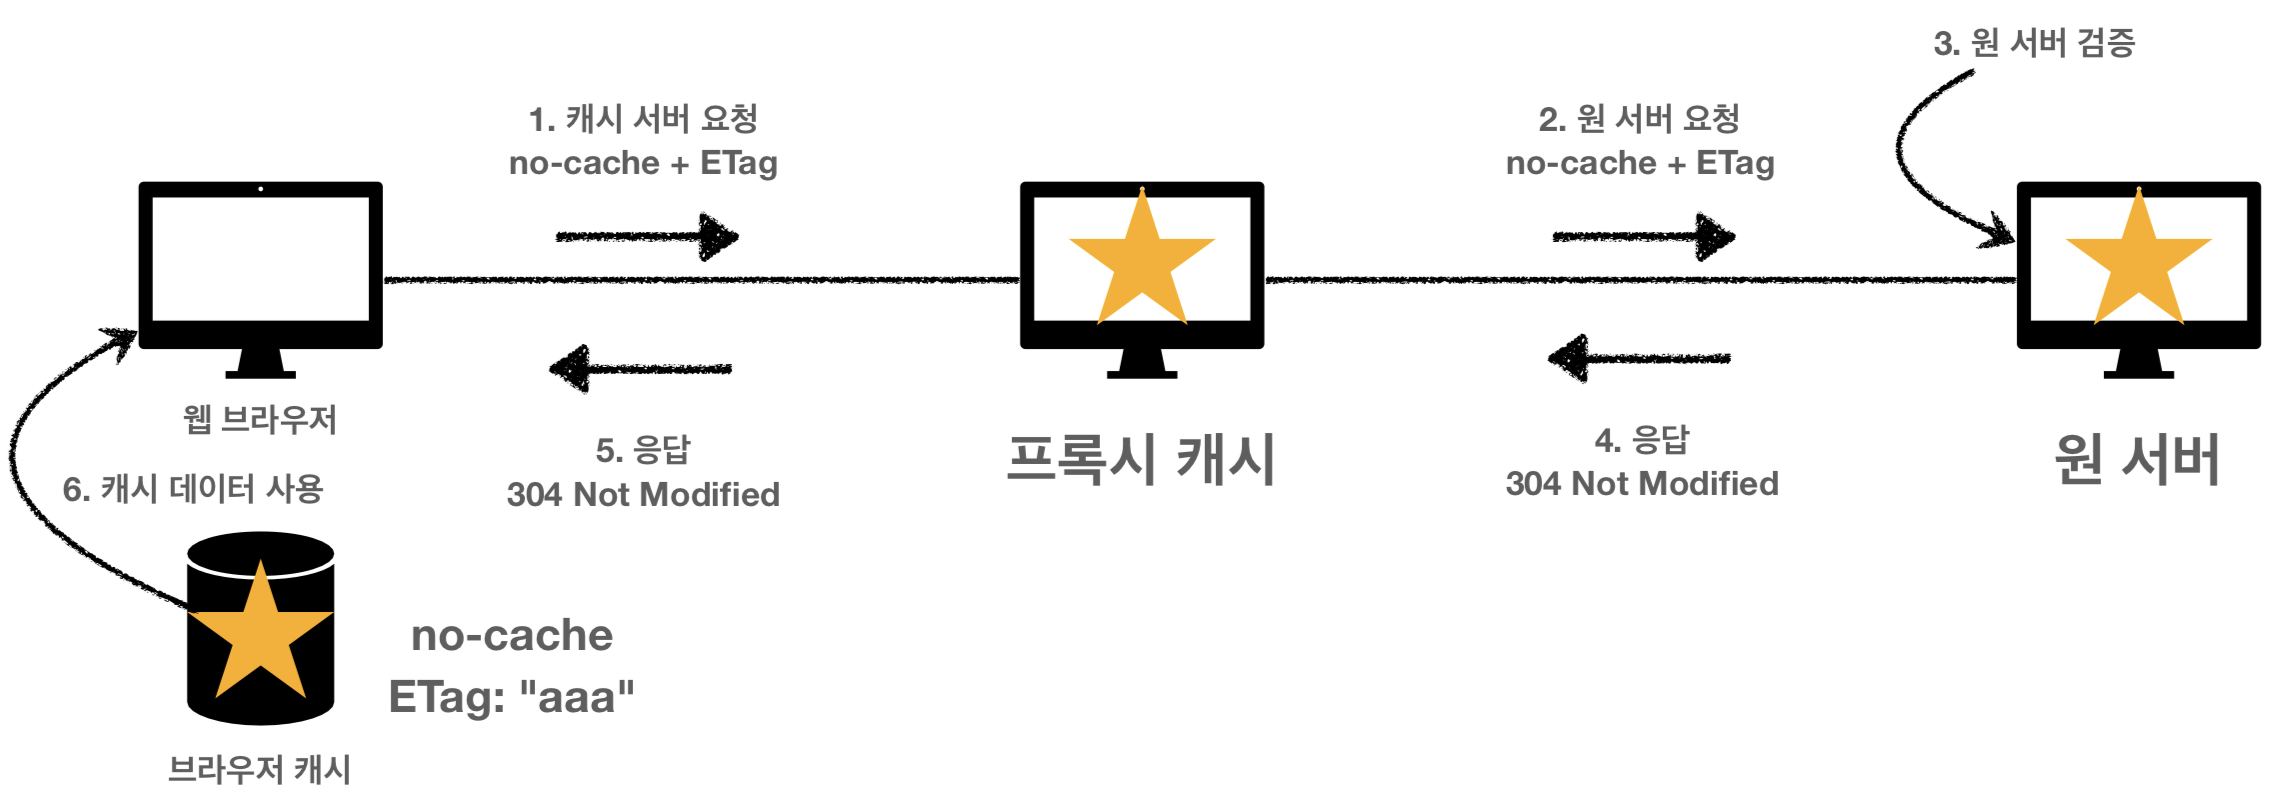 3. 원 서버 검증
1. 캐시 서버 요청
no-cache + ETag
2. 원 서버 요청
no-cache + ETag
웹 브라우저
5. 응답
304 Not Modified
프록시 캐시
4. 응답
304 Not Modified
원 서버
6. 캐시 데이터 사용
no-cache
ETag: "aaa"
브라우저 캐시